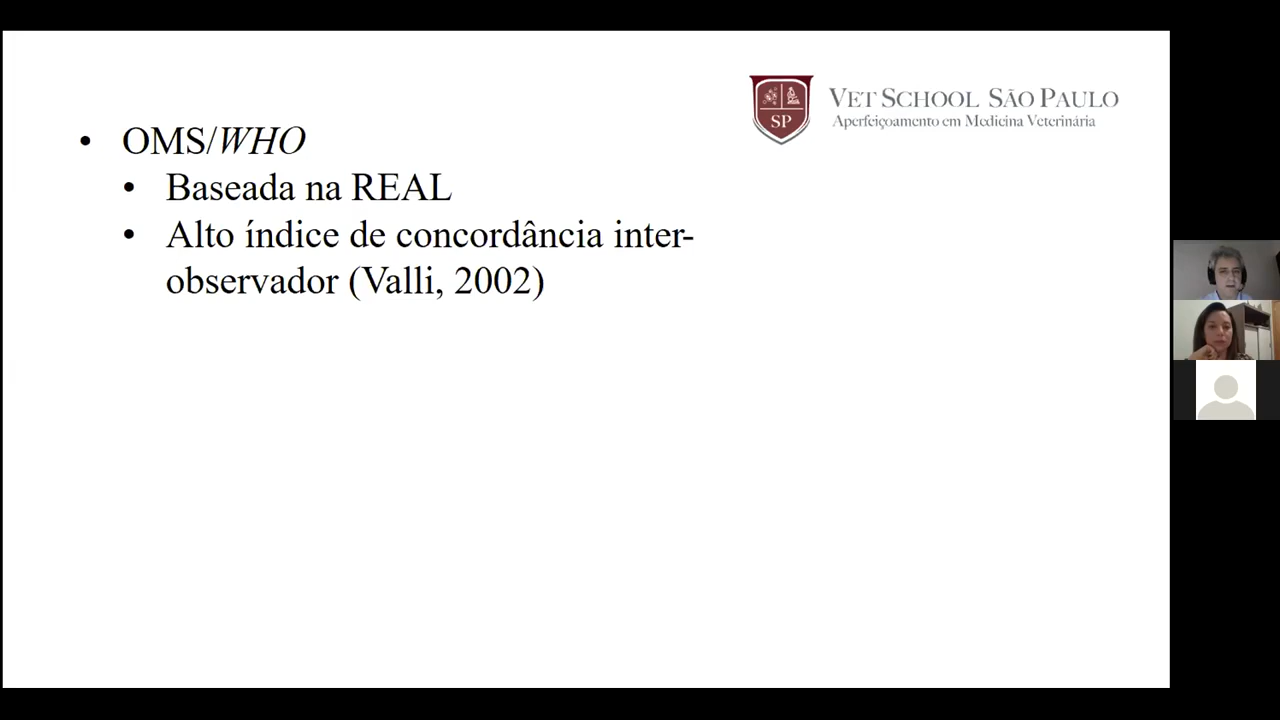 VET SCHOOL SÃO PAULO
Aperfeiçoamento em Medicina Veterinária
SP
• OMS/WHO
• Baseada na REAL
• Alto índice de concordância inter-
observador (Valli, 2002)